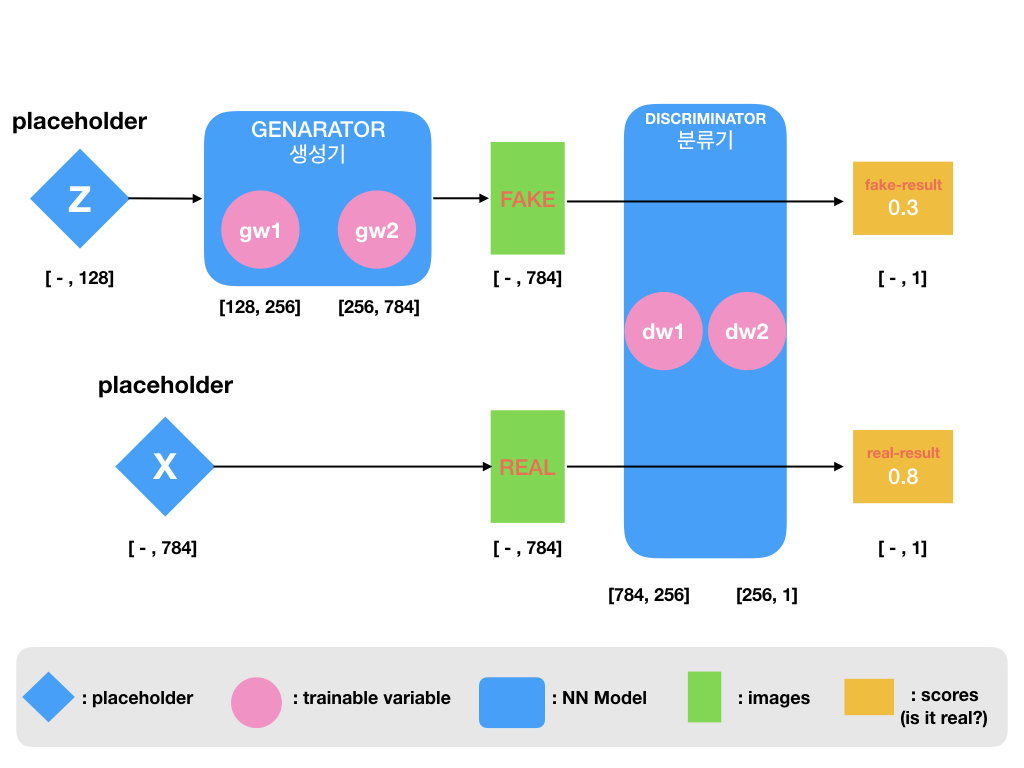 placeholder
Z
[ - , 128]
GENARATOR
생성기
gw1
gw2
[128, 256]
[256, 784]
FAKE
[ - , 784]
DISCRIMINATOR
분류기
dw1
dw2
fake-result
0.3
[ - , 1]
placeholder
X
[ - , 784]
REAL
[ - , 784]
real-result
0.8
[ - , 1]
[784, 256]
[256, 1]
: placeholder
: trainable variable
: NN Model
: images
: scores
(is it real?)